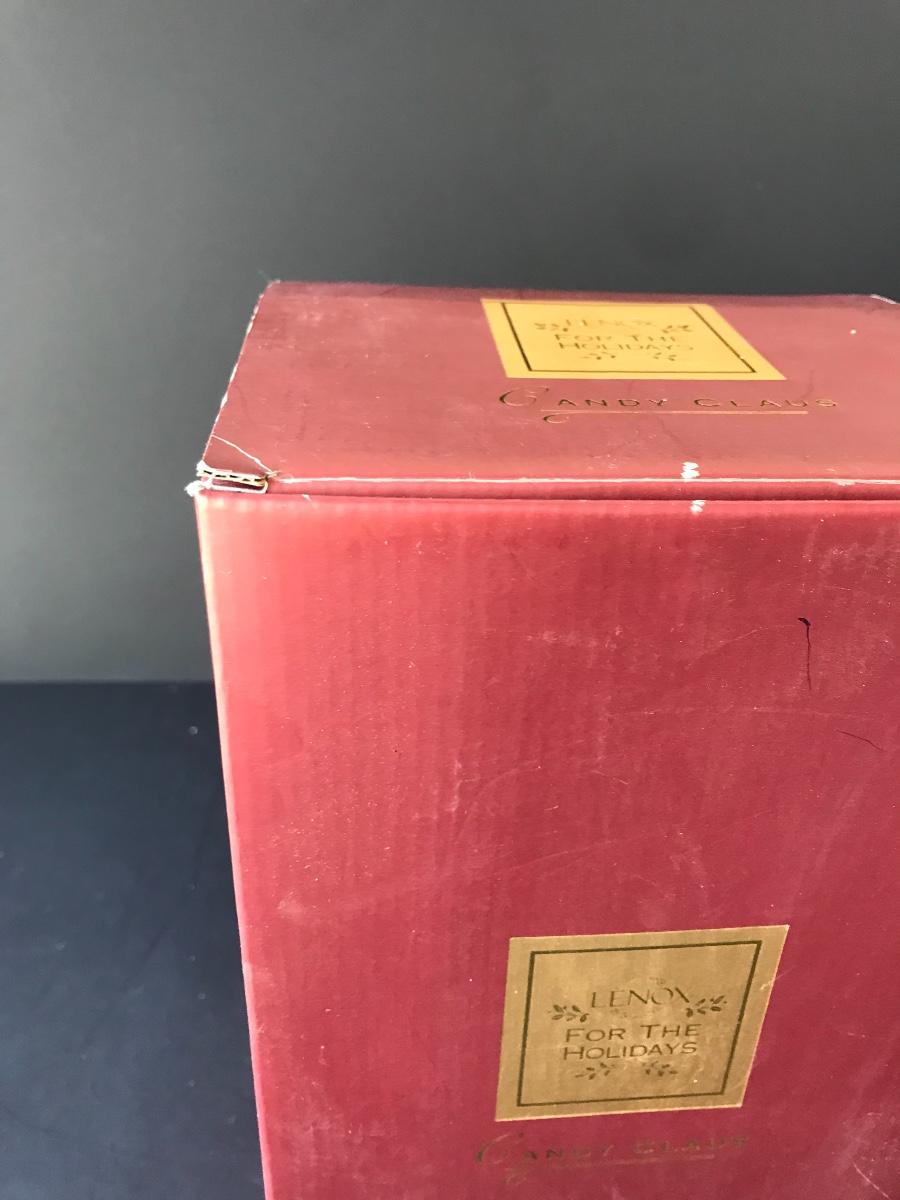 LENOX
FOR THE
HOLIDAYS
CANDY CLAUS
LENOX
FOR THE
HOLIDAYS
CANDY CLAUS